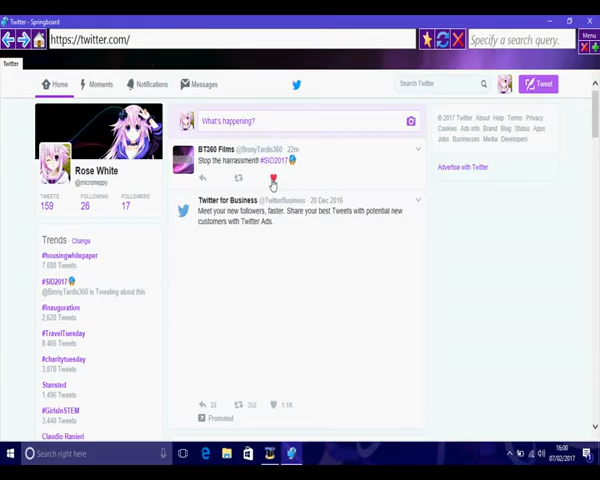 Twitter - Springboard
https://twitter.com/
Specify a search query.
Menu
Twitter
Home
Moments
Notifications
Messages
Search Twitter
Tweet
What's happening?
Rose White
@microneppy
TWEETS FOLLOWING FOLLOWERS
159 26 17
BT360 Films @BronyTardis360 · 22m
Stop the harrassment! #SID2017
Twitter for Business @TwitterBusiness · 20 Dec 2016
Meet your new followers, faster. Share your best Tweets with potential new
customers with Twitter Ads.
22 352 1.1K
Promoted
Trends · Change
#housingwhitepaper
7,680 Tweets
#SID2017
@BronyTardis360 is Tweeting about this
#inauguration
2,620 Tweets
#TravelTuesday
8,466 Tweets
#charitytuesday
3,878 Tweets
Stansted
1,496 Tweets
#GirlsInSTEM
3,448 Tweets
Claudio Ranieri
© 2017 Twitter About Help Terms Privacy
Cookies Ads info Brand Blog Status Apps
Jobs Businesses Media Developers
Advertise with Twitter
Search right here
16:00
07/02/2017